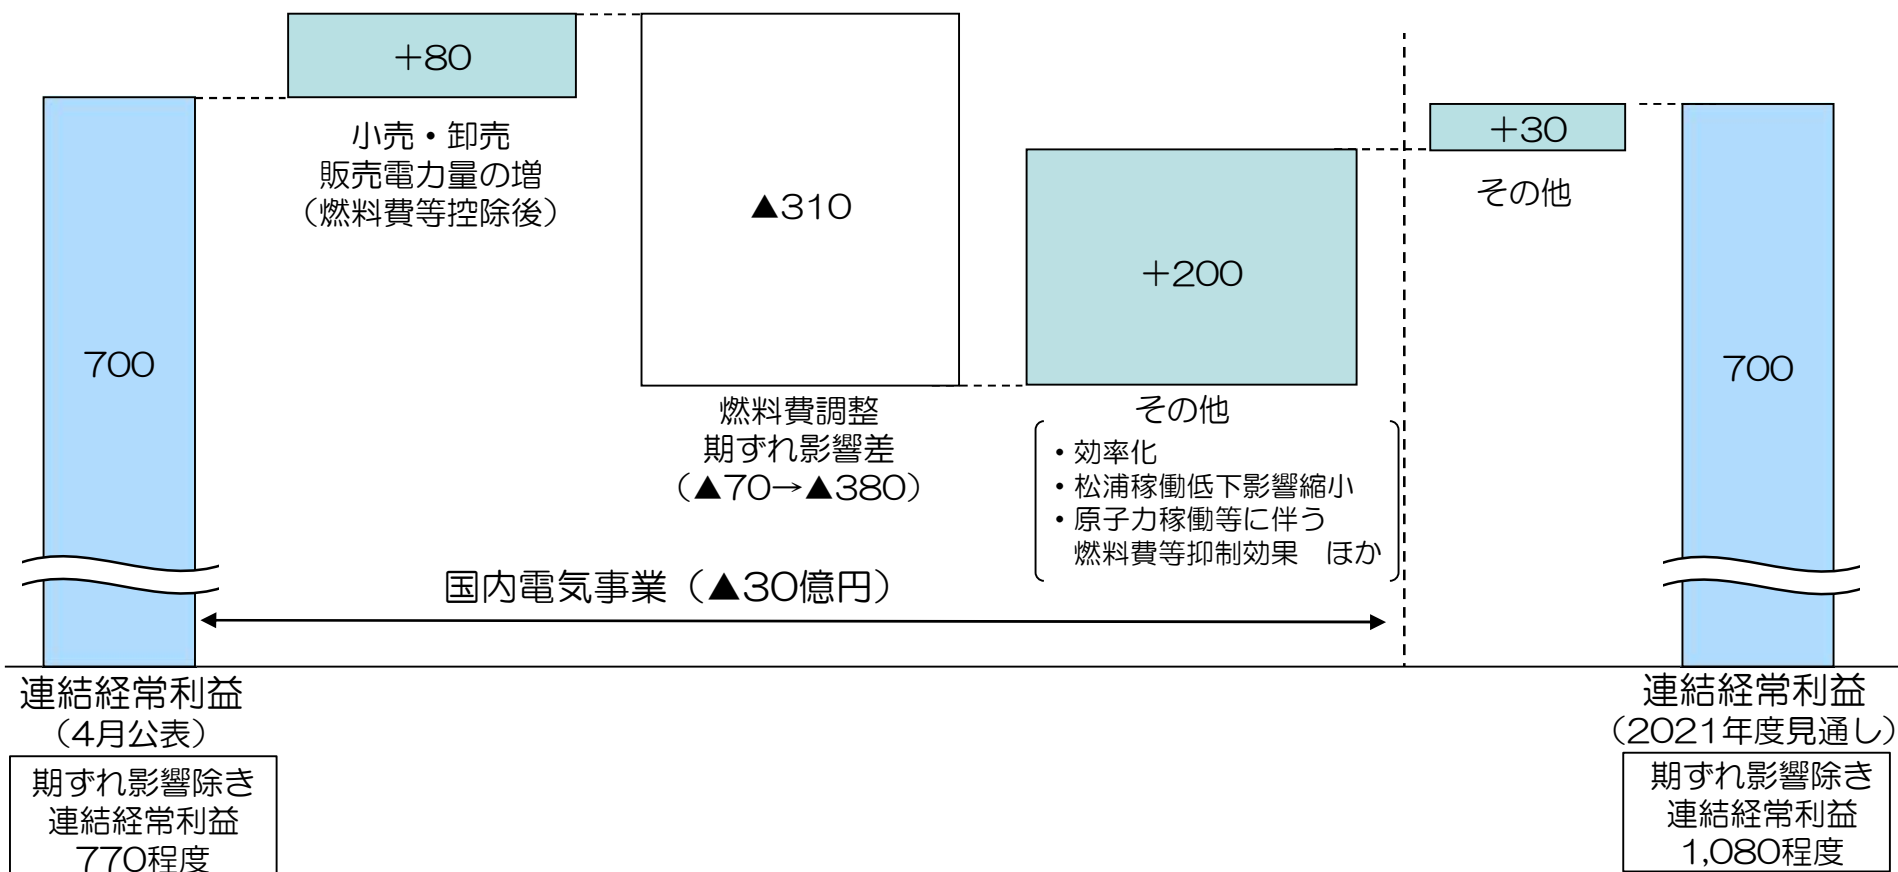 700
連結経常利益
（4月公表）
期ずれ影響除き
連結経常利益
770程度
+80
小売・卸売
販売電力量の増
（燃料費等控除後）
▲310
燃料費調整
期ずれ影響差
（▲70→▲380）
+200
その他
・効率化
・松浦稼働低下影響縮小
・原子力稼働等に伴う
燃料費等抑制効果　ほか
国内電気事業（▲30億円）
+30
その他
700
連結経常利益
（2021年度見通し）
期ずれ影響除き
連結経常利益
1,080程度